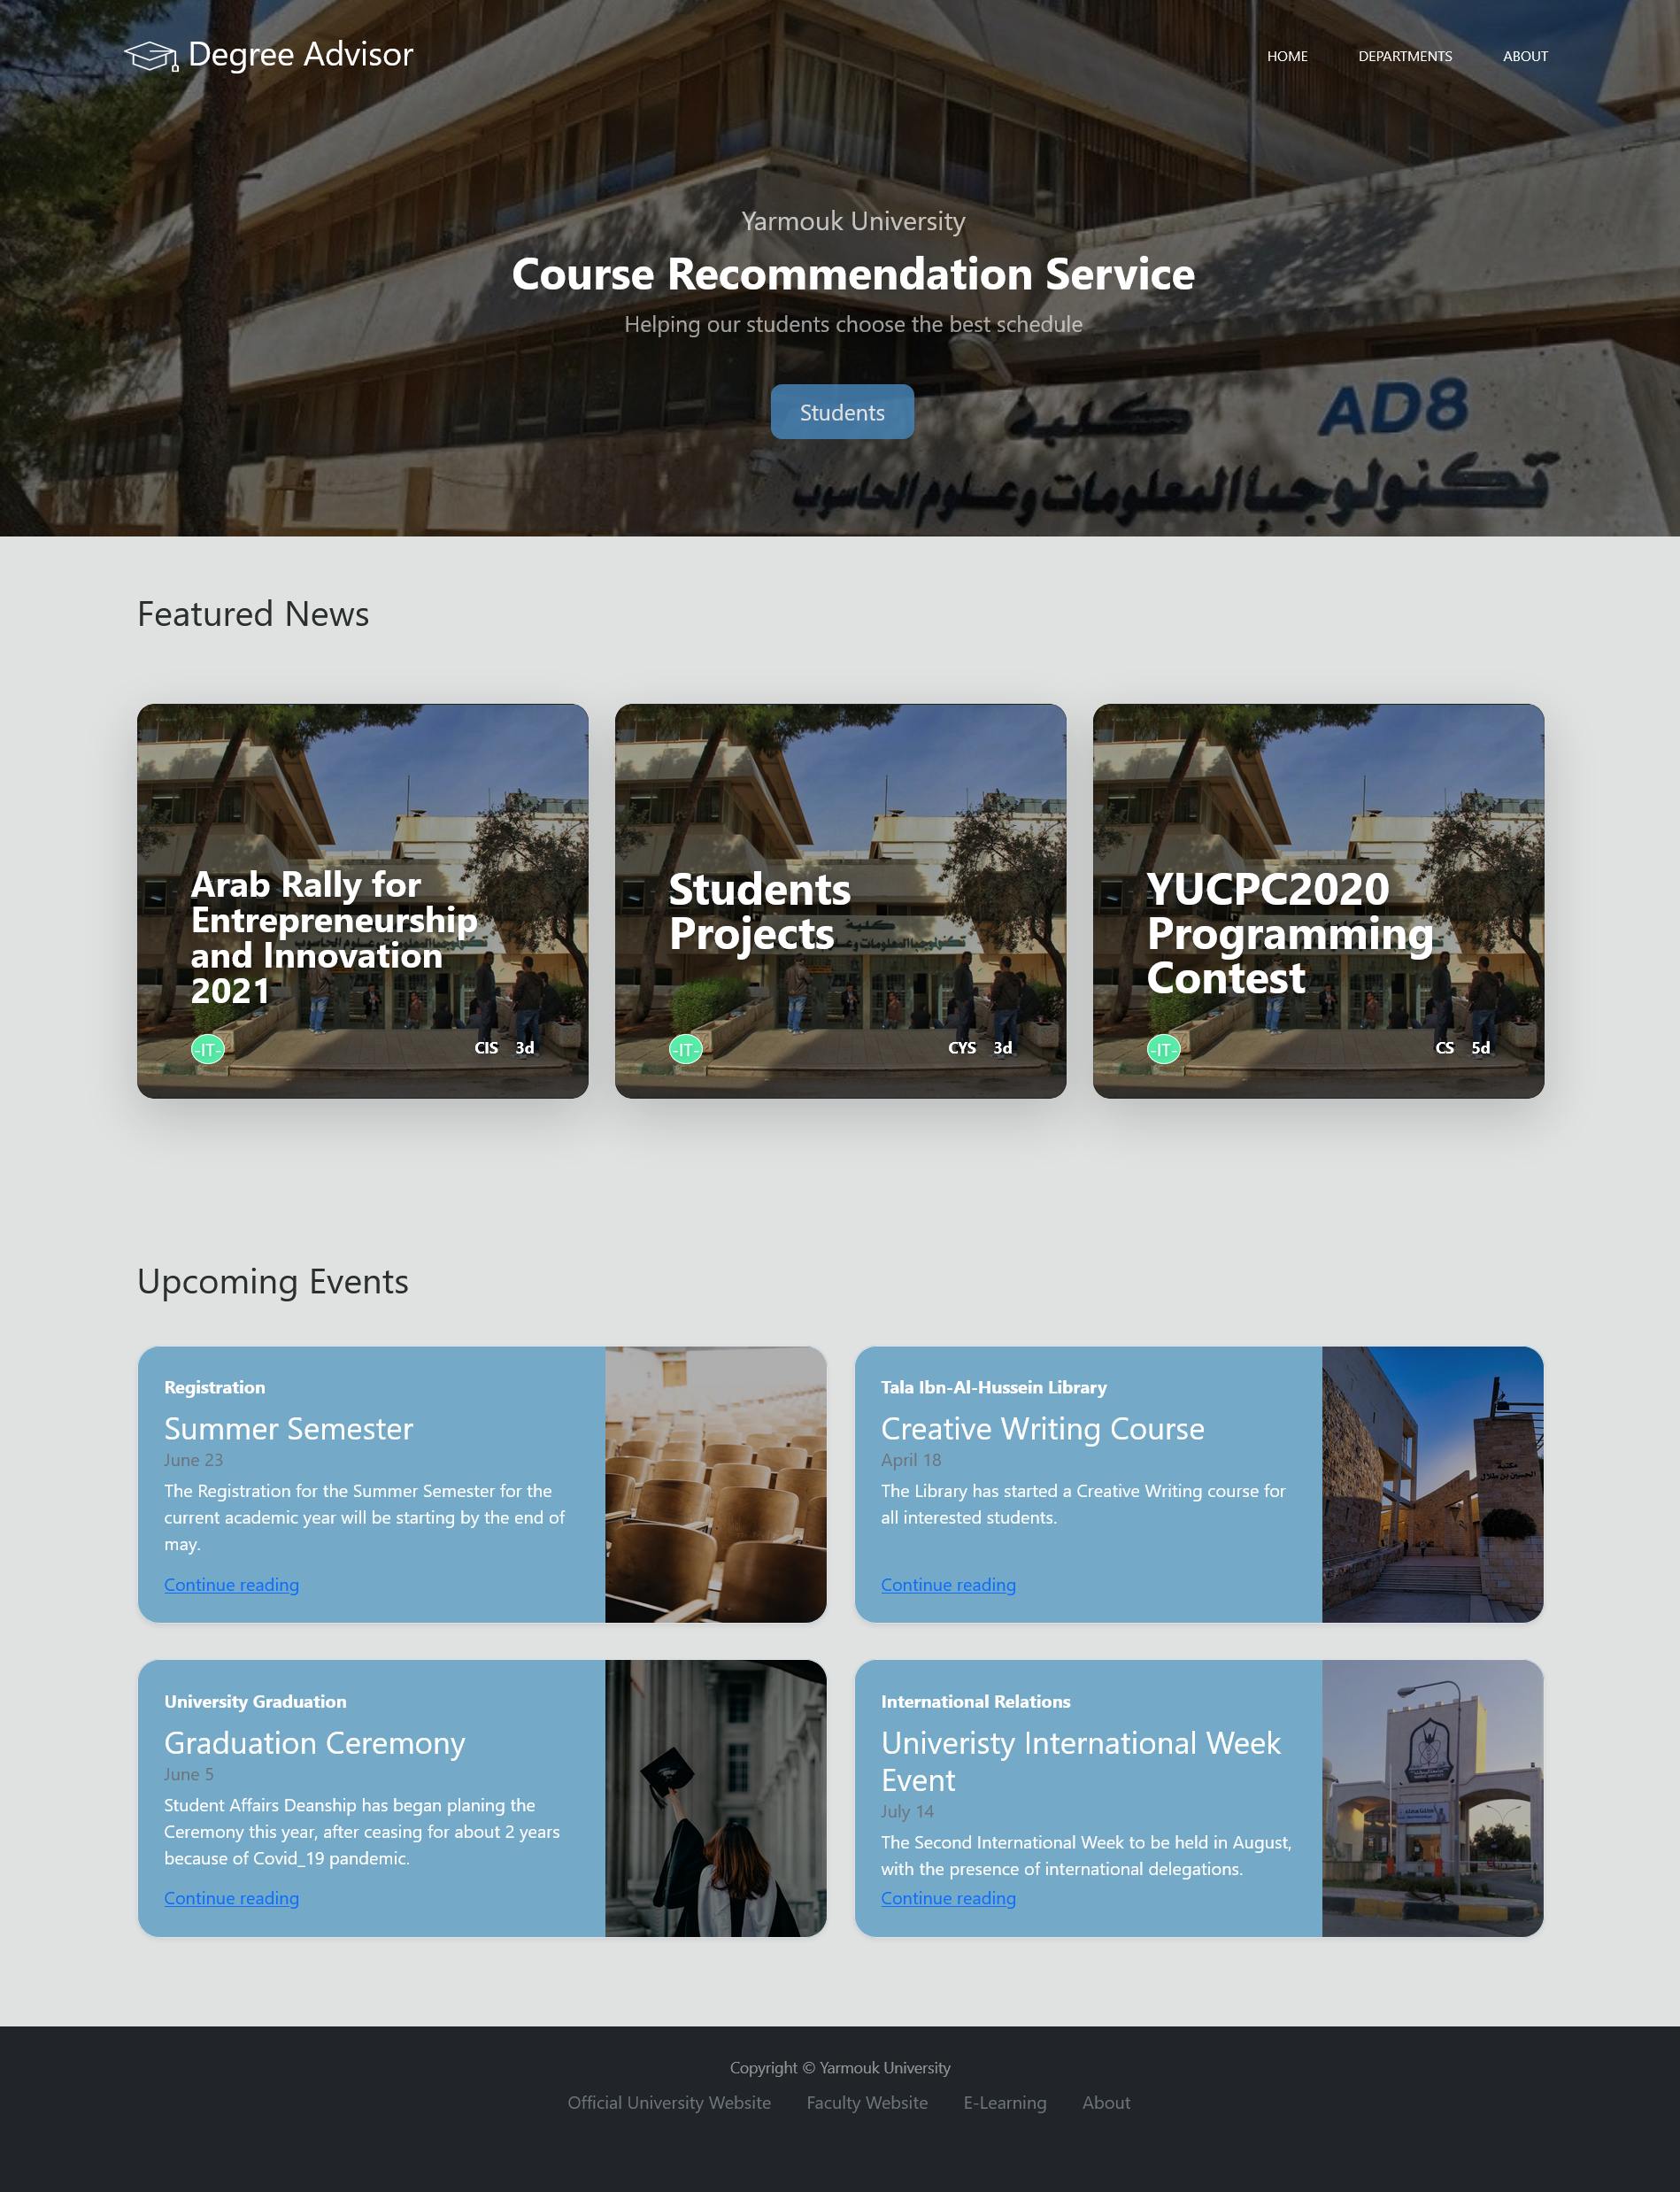 Degree Advisor
HOME DEPARTMENTS ABOUT
Yarmouk University
Course Recommendation Service
Helping our students choose the best schedule
Students
AD8
كلية
تكنولوجيا المعلومات وعلوم الحاسوب
Featured News
Arab Rally for
Entrepreneurship
and Innovation
2021
-IT-
CIS 3d
Students
Projects
-IT-
CYS 3d
YUCPC2020
Programming
Contest
-IT-
CS 5d
Upcoming Events
Registration
Summer Semester
June 23
The Registration for the Summer Semester for the
current academic year will be starting by the end of
may.
Continue reading
Tala Ibn-Al-Hussein Library
Creative Writing Course
April 18
The Library has started a Creative Writing course for
all interested students.
Continue reading
مكتبة
الحسين بن طلال
University Graduation
Graduation Ceremony
June 5
Student Affairs Deanship has began planing the
Ceremony this year, after ceasing for about 2 years
because of Covid_19 pandemic.
Continue reading
International Relations
Univeristy International Week
Event
July 14
The Second International Week to be held in August,
with the presence of international delegations.
Continue reading
Copyright © Yarmouk University
Official University Website Faculty Website E-Learning About